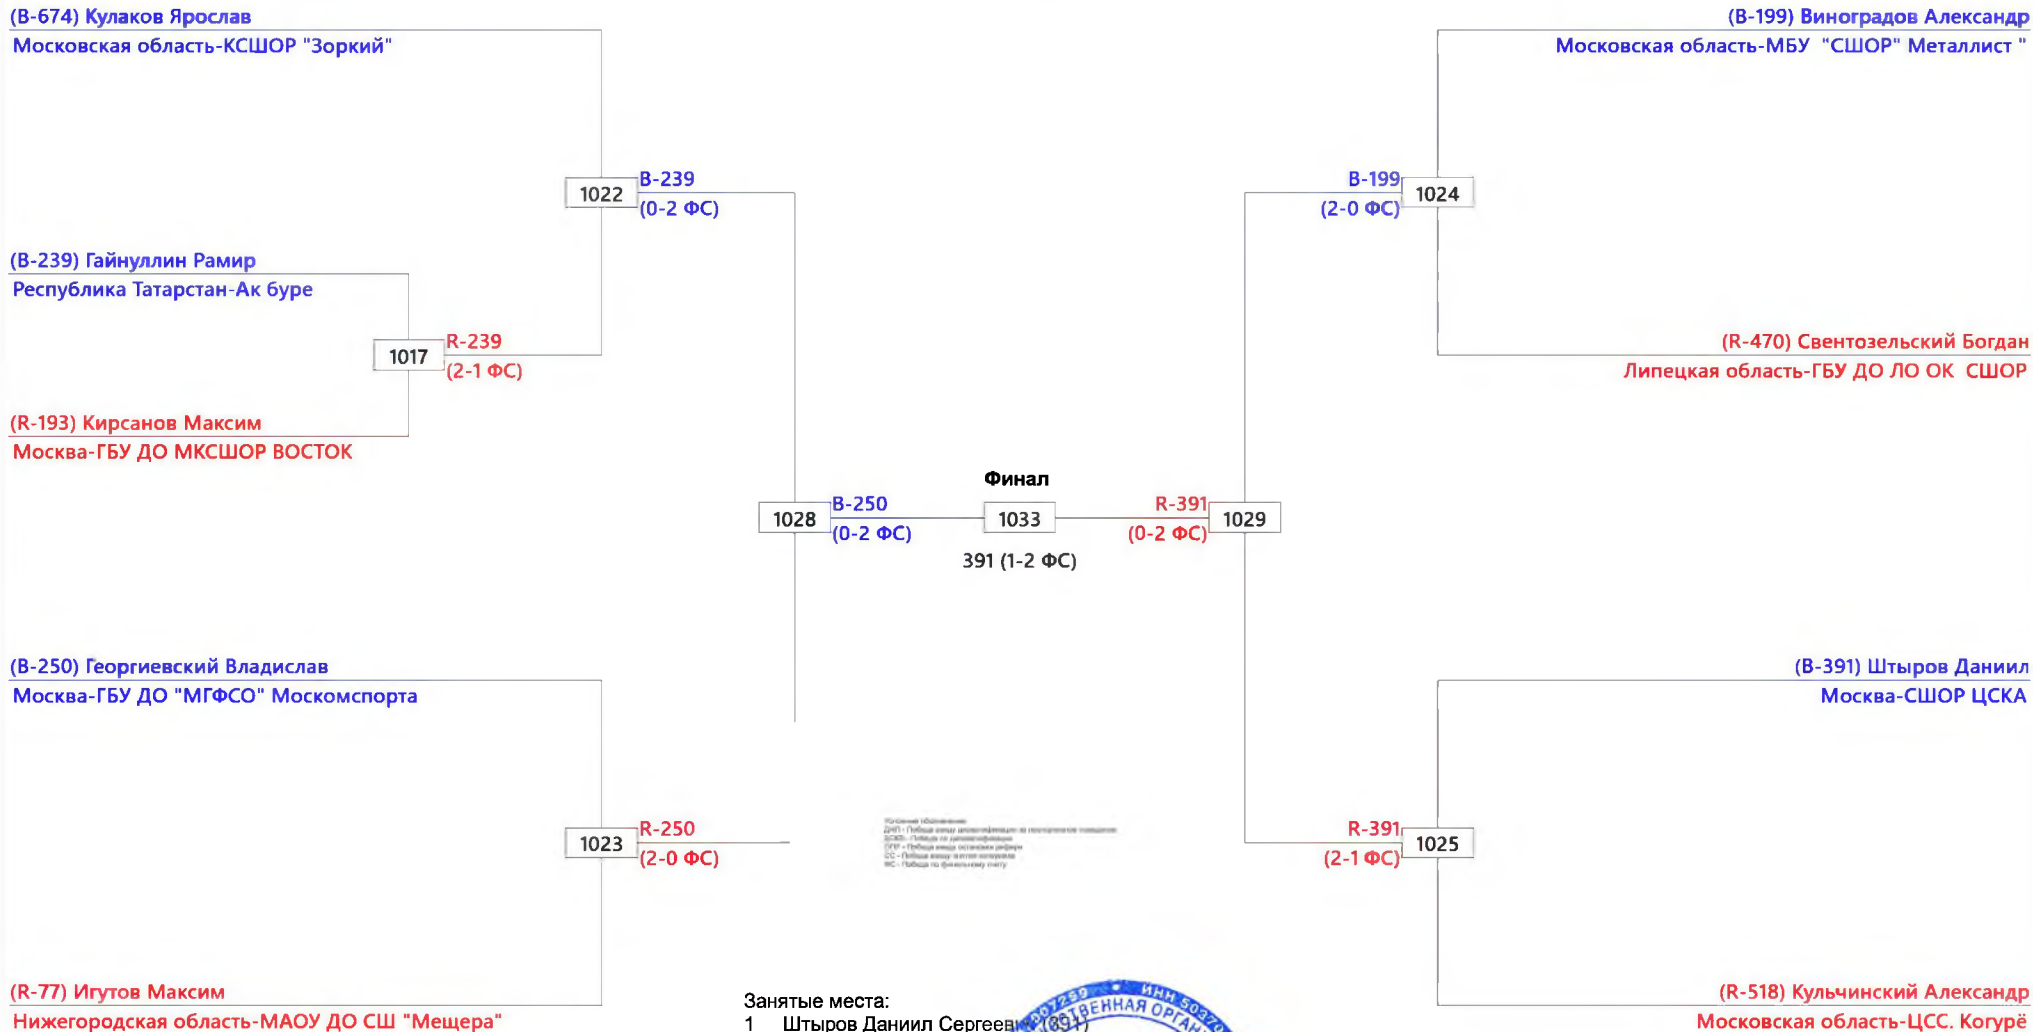 (B-674) Кулаков Ярослав
Московская область-КСШОР "Зоркий"
1022
B-239
(0-2 ФС)
(B-239) Гайнуллин Рамир
Республика Татарстан-Ак буре
1017
R-239
(2-1 ФС)
(R-193) Кирсанов Максим
Москва-ГБУ ДО МКСШОР ВОСТОК
1028
B-250
(0-2 ФС)
(B-250) Георгиевский Владислав
Москва-ГБУ ДО "МГФСО" Москомспорта
1023
R-250
(2-0 ФС)
(R-77) Игутов Максим
Нижегородская область-МАОУ ДО СШ "Мещера"
Финал
1033
391 (1-2 ФС)
(B-199) Виноградов Александр
Московская область-МБУ "СШОР" Металлист "
B-199
(2-0 ФС)
1024
(R-470) Свентозельский Богдан
Липецкая область-ГБУ ДО ЛО ОК СШОР
R-391
(0-2 ФС)
1029
(B-391) Штыров Даниил
Москва-СШОР ЦСКА
R-391
(2-1 ФС)
1025
(R-518) Кульчинский Александр
Московская область-ЦСС. Когурё
Занятые места:
1 Штыров Даниил (391)